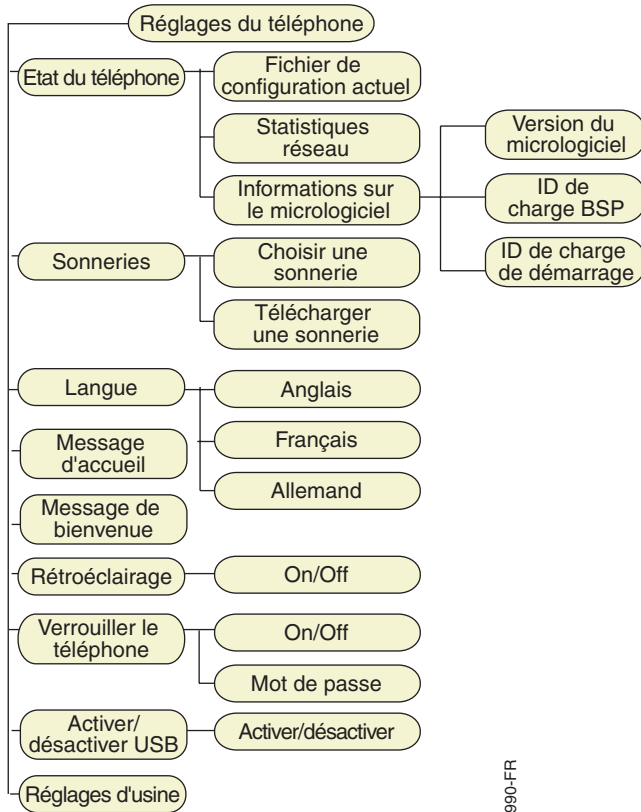 Réglages du téléphone
Etat du téléphone
Fichier de
configuration actuel
Statistiques
réseau
Informations sur
le micrologiciel
Version du
micrologiciel
ID de
charge BSP
ID de charge
de démarrage
Sonneries
Choisir une
sonnerie
Télécharger
une sonnerie
Langue
Anglais
Français
Allemand
Message
d'accueil
Message de
bienvenue
Rétroéclairage
On/Off
Verrouiller le
téléphone
On/Off
Mot de passe
Activer/
désactiver USB
Activer/désactiver
Réglages d'usine
990-FR